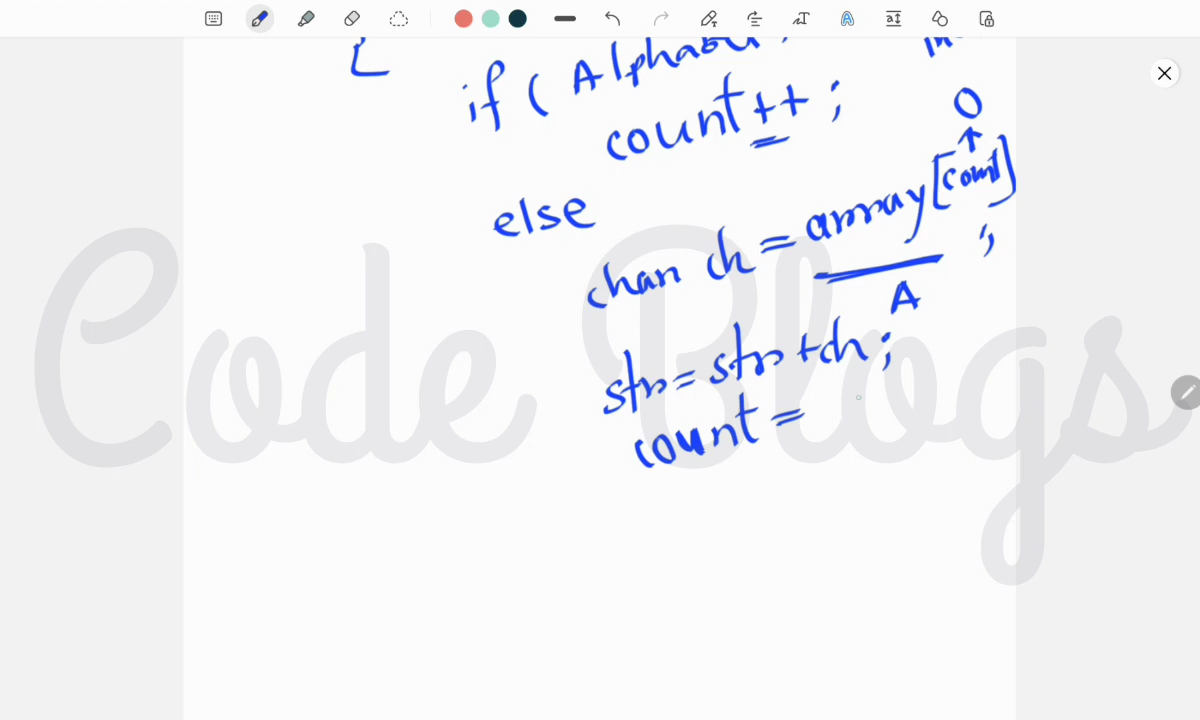 if ( Alphabet
count++ ;
0
else
char ch = array[count] ;
A
str = str + ch ;
count =
Code Blogs